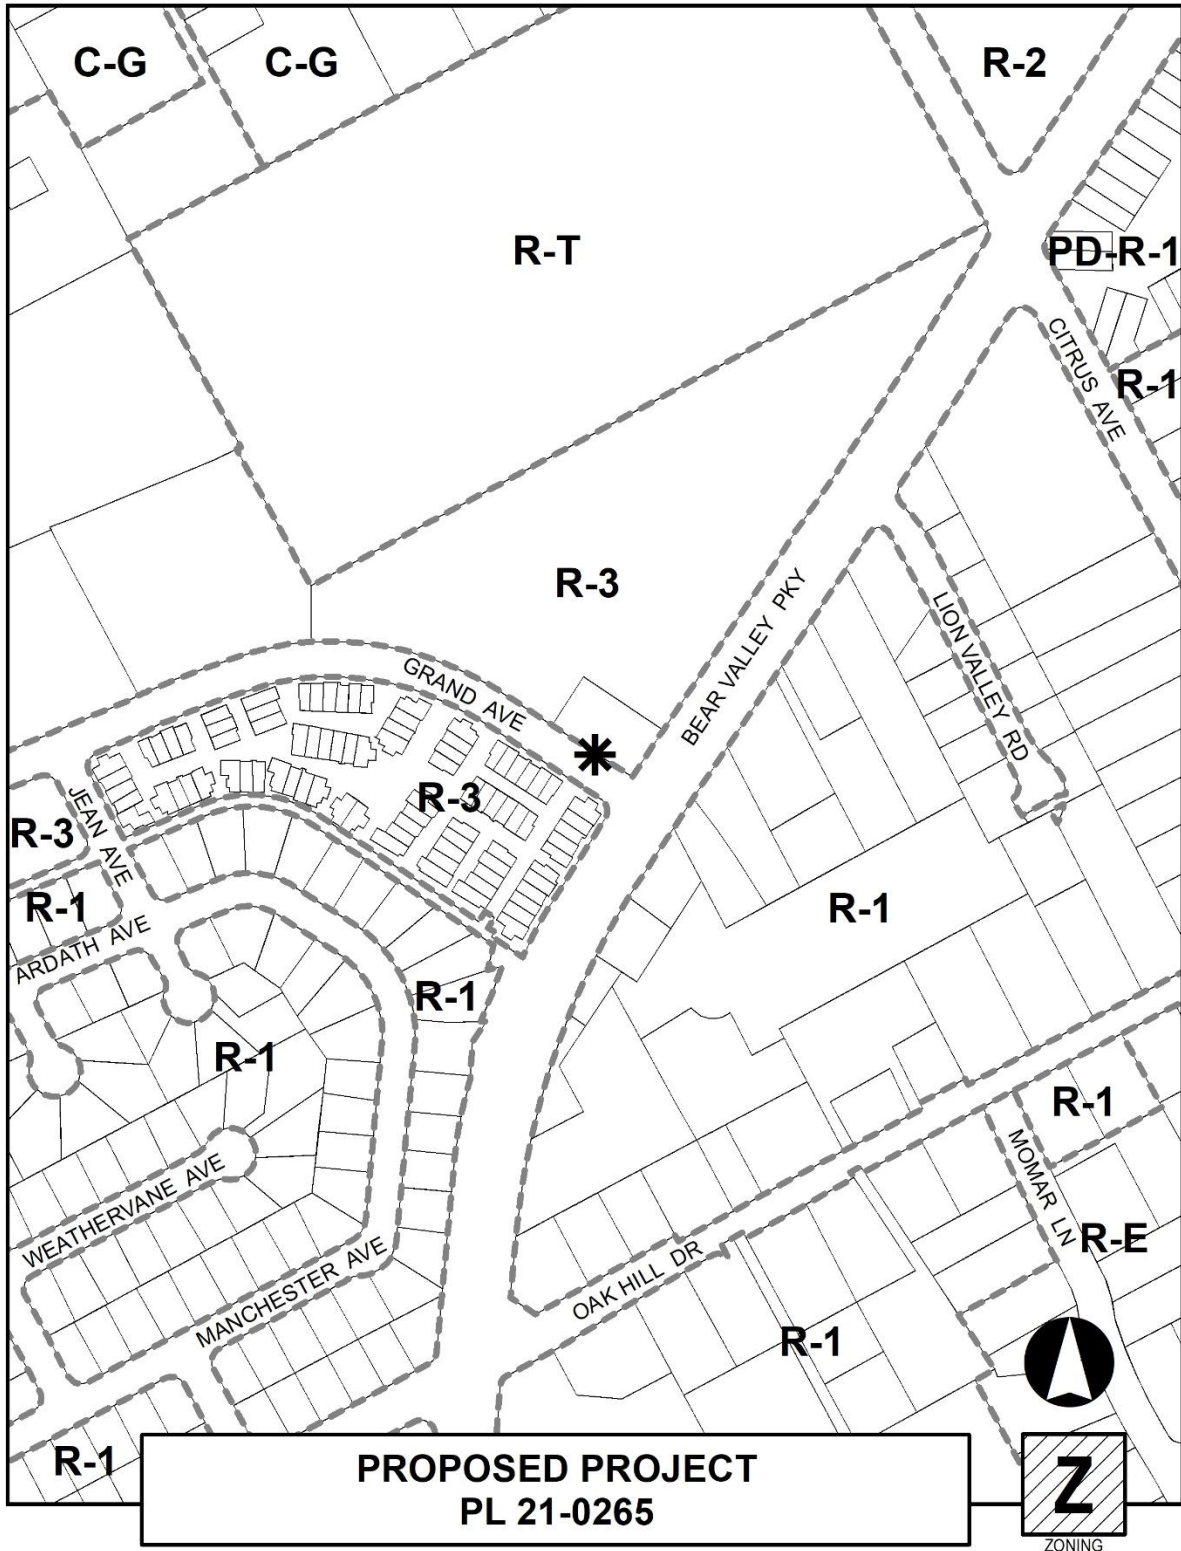 C-G
C-G
R-2
R-T
PD-R-1
CITRUS AVE
R-1
R-3
BEAR VALLEY PKY
LION VALLEY RD
GRAND AVE
R-3
JEAN AVE
R-3
R-1
ARDATH AVE
R-1
R-1
R-1
R-1
MOMAR LN
WEATHERVANE AVE
R-E
MANCHESTER AVE
OAK HILL DR
R-1
R-1
PROPOSED PROJECT
PL 21-0265
Z
ZONING